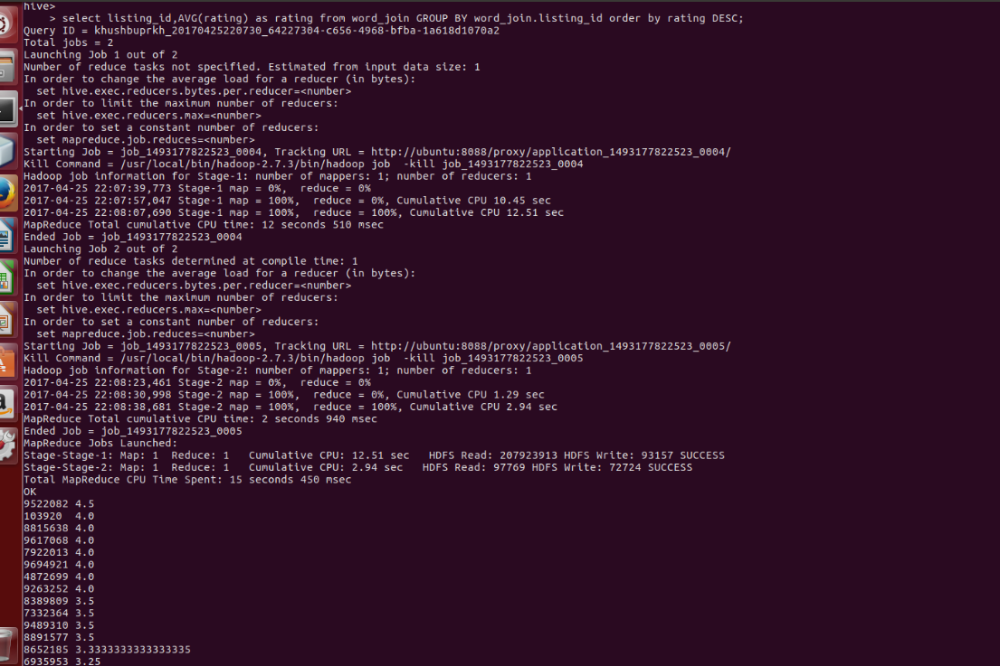 hive>
    > select listing_id,AVG(rating) as rating from word_join GROUP BY word_join.listing_id order by rating DESC;
Query ID = khushbuprkh_20170425220730_64227304-c656-4968-bfba-1a618d1070a2
Total jobs = 2
Launching Job 1 out of 2
Number of reduce tasks not specified. Estimated from input data size: 1
In order to change the average load for a reducer (in bytes):
  set hive.exec.reducers.bytes.per.reducer=<number>
In order to limit the maximum number of reducers:
  set hive.exec.reducers.max=<number>
In order to set a constant number of reducers:
  set mapreduce.job.reduces=<number>
Starting Job = job_1493177822523_0004, Tracking URL = http://ubuntu:8088/proxy/application_1493177822523_0004/
Kill Command = /usr/local/bin/hadoop-2.7.3/bin/hadoop job  -kill job_1493177822523_0004
Hadoop job information for Stage-1: number of mappers: 1; number of reducers: 1
2017-04-25 22:07:39,773 Stage-1 map = 0%,  reduce = 0%
2017-04-25 22:07:57,047 Stage-1 map = 100%,  reduce = 0%, Cumulative CPU 10.45 sec
2017-04-25 22:08:07,690 Stage-1 map = 100%,  reduce = 100%, Cumulative CPU 12.51 sec
MapReduce Total cumulative CPU time: 12 seconds 510 msec
Ended Job = job_1493177822523_0004
Launching Job 2 out of 2
Number of reduce tasks determined at compile time: 1
In order to change the average load for a reducer (in bytes):
  set hive.exec.reducers.bytes.per.reducer=<number>
In order to limit the maximum number of reducers:
  set hive.exec.reducers.max=<number>
In order to set a constant number of reducers:
  set mapreduce.job.reduces=<number>
Starting Job = job_1493177822523_0005, Tracking URL = http://ubuntu:8088/proxy/application_1493177822523_0005/
Kill Command = /usr/local/bin/hadoop-2.7.3/bin/hadoop job  -kill job_1493177822523_0005
Hadoop job information for Stage-2: number of mappers: 1; number of reducers: 1
2017-04-25 22:08:23,461 Stage-2 map = 0%,  reduce = 0%
2017-04-25 22:08:30,998 Stage-2 map = 100%,  reduce = 0%, Cumulative CPU 1.29 sec
2017-04-25 22:08:38,681 Stage-2 map = 100%,  reduce = 100%, Cumulative CPU 2.94 sec
MapReduce Total cumulative CPU time: 2 seconds 940 msec
Ended Job = job_1493177822523_0005
MapReduce Jobs Launched:
Stage-Stage-1: Map: 1  Reduce: 1   Cumulative CPU: 12.51 sec   HDFS Read: 207923913 HDFS Write: 93157 SUCCESS
Stage-Stage-2: Map: 1  Reduce: 1   Cumulative CPU: 2.94 sec   HDFS Read: 97769 HDFS Write: 72724 SUCCESS
Total MapReduce CPU Time Spent: 15 seconds 450 msec
OK
9522082 4.5
103920  4.0
8815638 4.0
9617068 4.0
7922013 4.0
9694921 4.0
4872699 4.0
9263252 4.0
8389809 3.5
7332364 3.5
9489310 3.5
8891577 3.5
8652185 3.3333333333333335
6935953 3.25